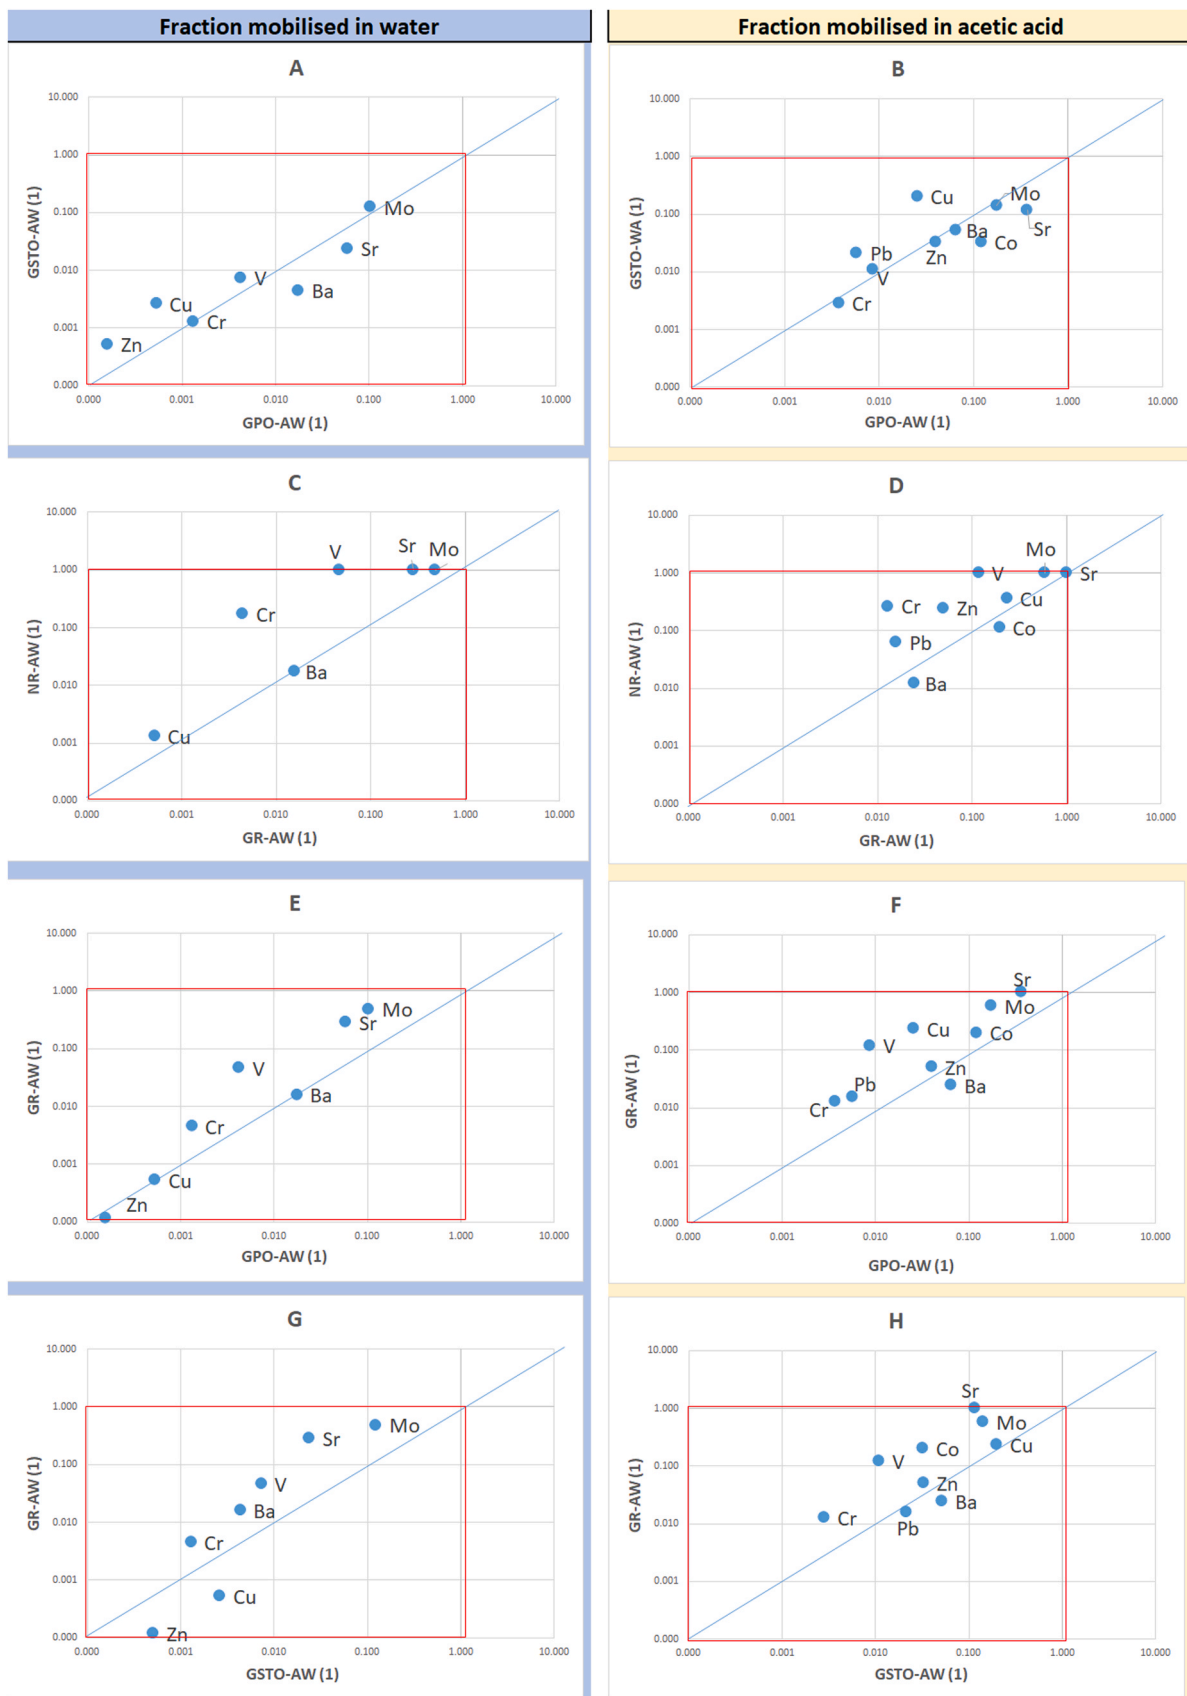 Fraction mobilised in water
Fraction mobilised in acetic acid
A
10.000
1.000
0.100
0.010
0.001
0.000
GSTO-AW (1)
Mo
Sr
V
Ba
Cu
Cr
Zn
0.000 0.001 0.010 0.100 1.000 10.000
GPO-AW (1)
B
10.000
1.000
0.100
0.010
0.001
0.000
GSTO-WA (1)
Cu
Mo
Sr
Ba
Co
Zn
Pb
V
Cr
0.000 0.001 0.010 0.100 1.000 10.000
GPO-AW (1)
C
10.000
1.000
0.100
0.010
0.001
0.000
NR-AW (1)
V
Sr
Mo
Cr
Ba
Cu
0.000 0.001 0.010 0.100 1.000 10.000
GR-AW (1)
D
10.000
1.000
0.100
0.010
0.001
0.000
NR-AW (1)
Mo
V
Sr
Cr
Zn
Cu
Co
Pb
Ba
0.000 0.001 0.010 0.100 1.000 10.000
GR-AW (1)
E
10.000
1.000
0.100
0.010
0.001
0.000
GR-AW (1)
Mo
Sr
V
Ba
Cr
Cu
Zn
0.000 0.001 0.010 0.100 1.000 10.000
GPO-AW (1)
F
10.000
1.000
0.100
0.010
0.001
0.000
GR-AW (1)
Sr
Mo
Cu
Co
V
Zn
Pb
Ba
Cr
0.000 0.001 0.010 0.100 1.000 10.000
GPO-AW (1)
G
10.000
1.000
0.100
0.010
0.001
0.000
GR-AW (1)
Mo
Sr
V
Ba
Cr
Cu
Zn
0.000 0.001 0.010 0.100 1.000 10.000
GSTO-AW (1)
H
10.000
1.000
0.100
0.010
0.001
0.000
GR-AW (1)
Sr
Mo
Cu
Co
V
Zn
Ba
Cr
Pb
0.000 0.001 0.010 0.100 1.000 10.000
GSTO-AW (1)